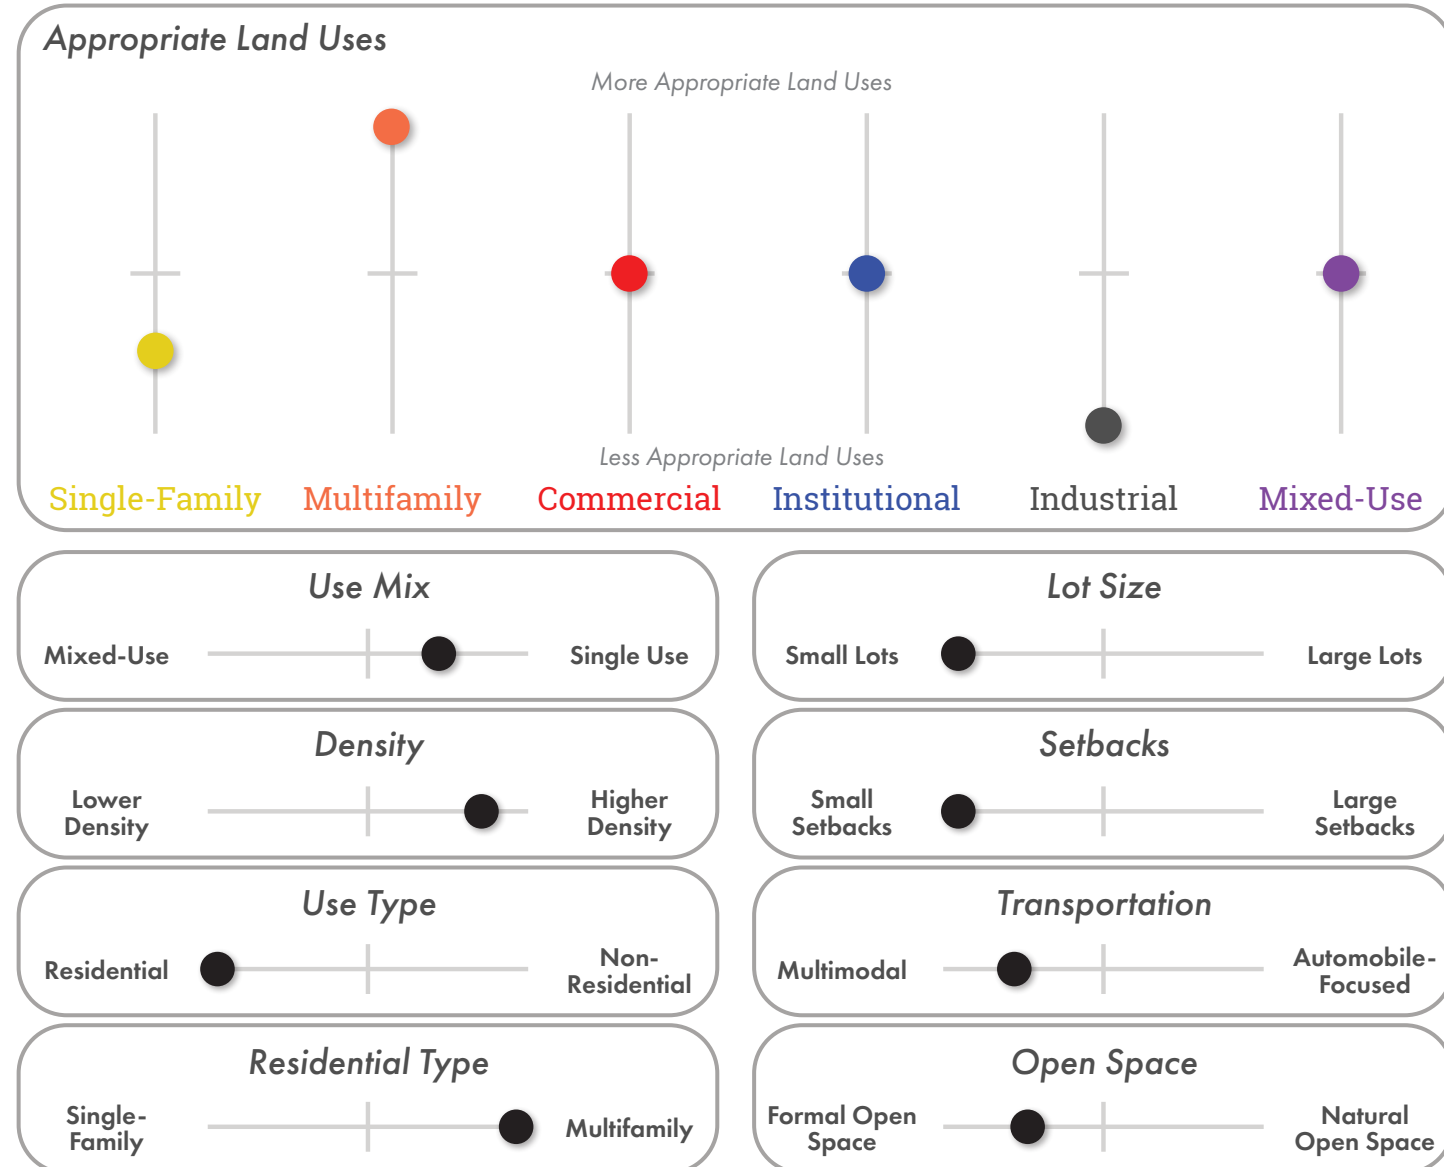 Appropriate Land Uses
More Appropriate Land Uses
Less Appropriate Land Uses
Single-Family
Multifamily
Commercial
Institutional
Industrial
Mixed-Use
Use Mix
Mixed-Use
Single Use
Lot Size
Small Lots
Large Lots
Density
Lower
Density
Higher
Density
Setbacks
Small
Setbacks
Large
Setbacks
Use Type
Residential
Non-
Residential
Transportation
Multimodal
Automobile-
Focused
Residential Type
Single-
Family
Multifamily
Open Space
Formal Open
Space
Natural
Open Space